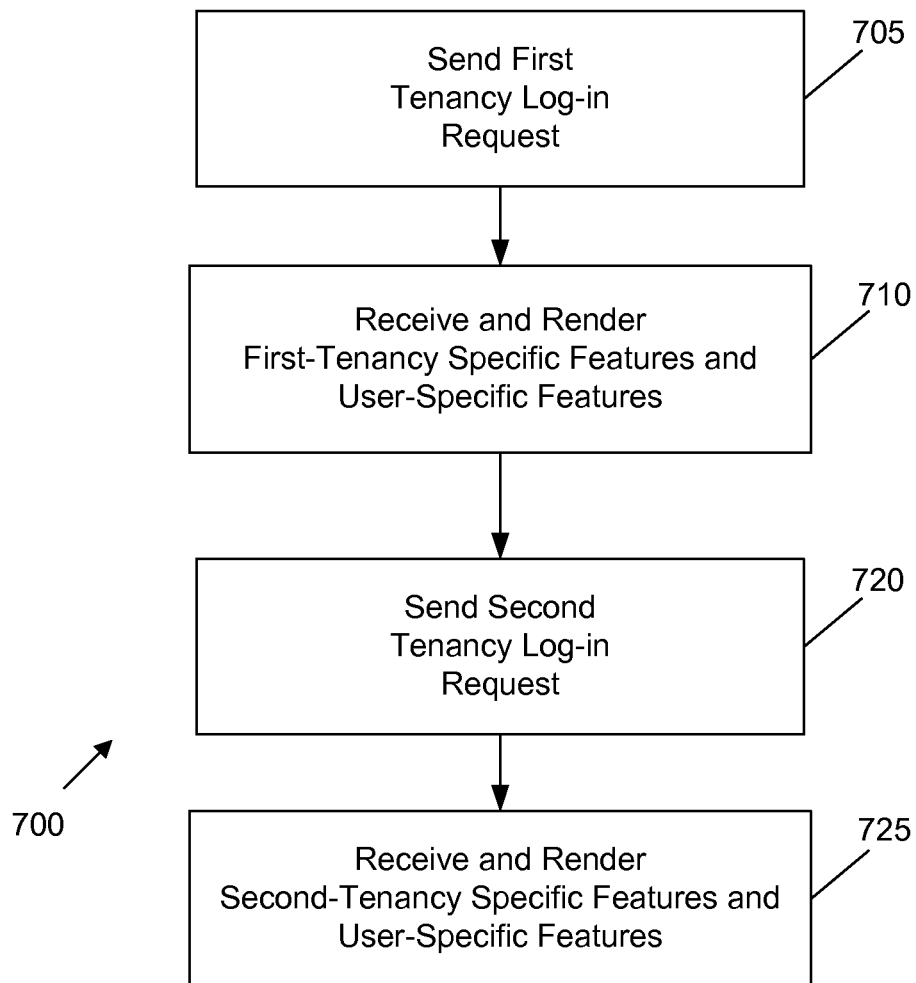 Send First
Tenancy Log-in
Request
705
Receive and Render
First-Tenancy Specific Features and
User-Specific Features
710
Send Second
Tenancy Log-in
Request
720
700
Receive and Render
Second-Tenancy Specific Features and
User-Specific Features
725